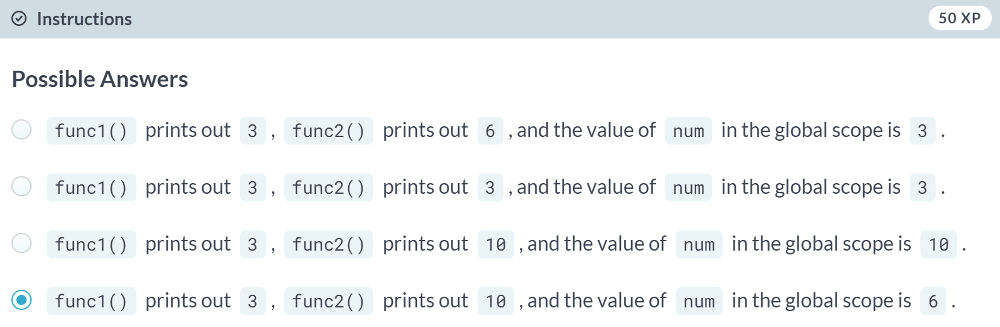 Instructions
50 XP
Possible Answers
func1() prints out 3 , func2() prints out 6 , and the value of num in the global scope is 3 .
func1() prints out 3 , func2() prints out 3 , and the value of num in the global scope is 3 .
func1() prints out 3 , func2() prints out 10 , and the value of num in the global scope is 10 .
func1() prints out 3 , func2() prints out 10 , and the value of num in the global scope is 6 .